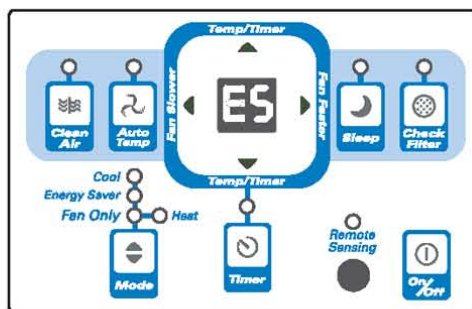 Temp/Timer
Fan Slower
ES
Fan Faster
Clean
Air
Auto
Temp
Sleep
Check
Filter
Temp/Timer
Cool
Energy Saver
Fan Only
Heat
Mode
Timer
Remote
Sensing
On/Off